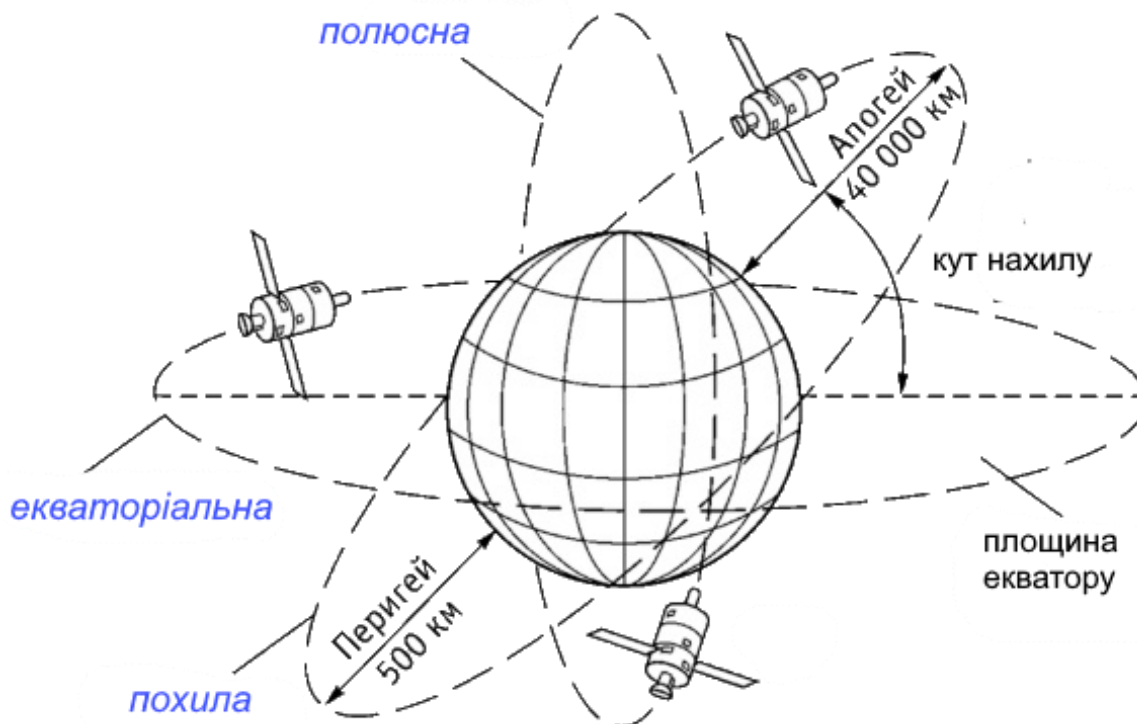 полюсна
Апогей
40 000 км
кут нахилу
екваторіальна
площина
екватору
Перигей
500 км
похила